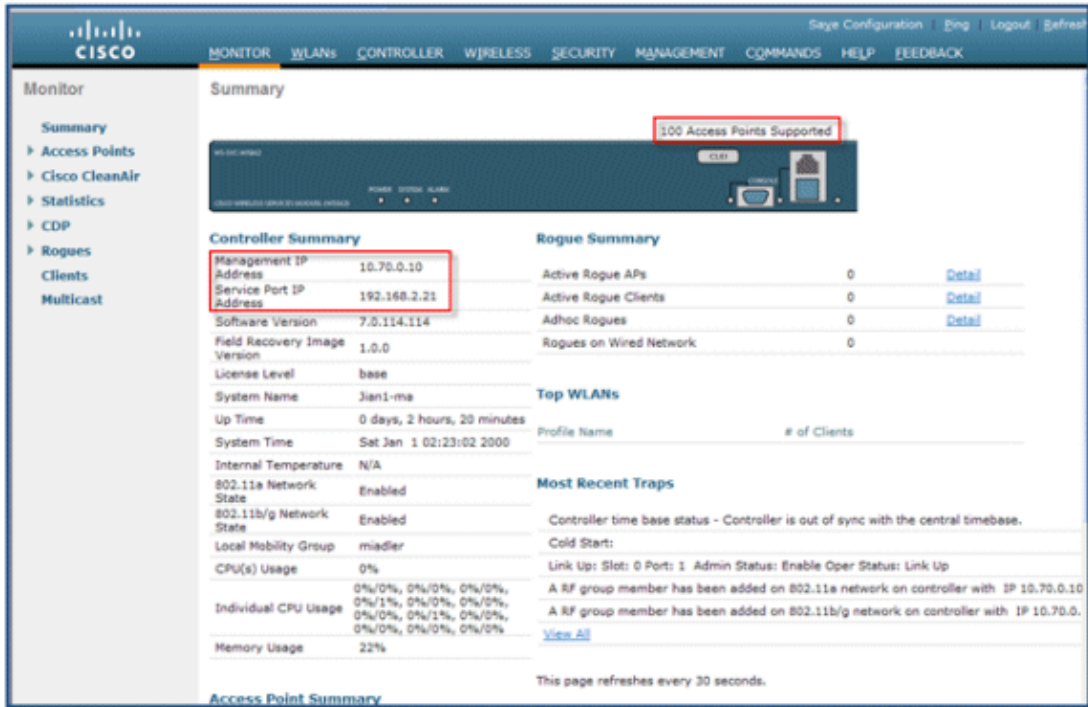 Save Configuration | Ping | Logout | Refresh
CISCO
MONITOR WLANs CONTROLLER WIRELESS SECURITY MANAGEMENT COMMANDS HELP FEEDBACK
Monitor
Summary
Access Points
Cisco CleanAir
Statistics
CDP
Rogues
Clients
Multicast
Summary
100 Access Points Supported
CONSOLE
POWER SYSTEM ALARM
Controller Summary
Management IP
Address 10.70.0.10
Service Port IP
Address 192.168.2.21
Software Version 7.0.114.114
Field Recovery Image
Version 1.0.0
License Level base
System Name Jian1-ma
Up Time 0 days, 2 hours, 20 minutes
System Time Sat Jan 1 02:23:02 2000
Internal Temperature N/A
802.11a Network
State Enabled
802.11b/g Network
State Enabled
Local Mobility Group miadler
CPU(s) Usage 0%
Individual CPU Usage
0%/0%, 0%/0%, 0%/0%,
0%/1%, 0%/0%, 0%/0%,
0%/0%, 0%/1%, 0%/0%,
0%/0%, 0%/0%, 0%/0%
Memory Usage 22%
Access Point Summary
Rogue Summary
Active Rogue APs 0 Detail
Active Rogue Clients 0 Detail
Adhoc Rogues 0 Detail
Rogues on Wired Network 0
Top WLANs
Profile Name # of Clients
Most Recent Traps
Controller time base status - Controller is out of sync with the central timebase.
Cold Start:
Link Up: Slot: 0 Port: 1 Admin Status: Enable Oper Status: Link Up
A RF group member has been added on 802.11a network on controller with IP 10.70.0.10
A RF group member has been added on 802.11b/g network on controller with IP 10.70.0.
View All
This page refreshes every 30 seconds.